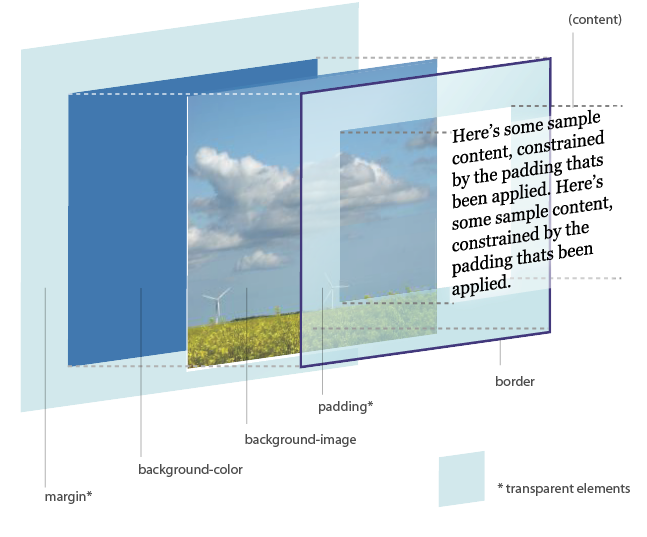 (content)
Here's some sample
content, constrained
by the padding thats
been applied. Here's
some sample content,
constrained by the
padding thats been
applied.
border
padding*
background-image
background-color
margin*
* transparent elements